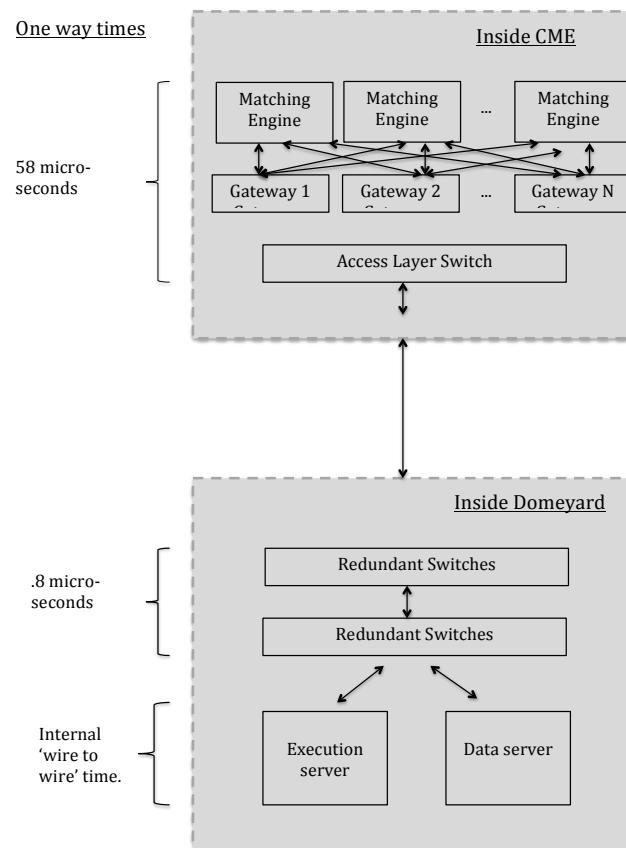 One way times
Inside CME
Matching
Engine
Matching
Engine
...
Matching
Engine
58 micro-
seconds
Gateway 1
Gateway 2
...
Gateway N
Access Layer Switch
Inside Domeyard
.8 micro-
seconds
Redundant Switches
Redundant Switches
Internal
‘wire to
wire’ time.
Execution
server
Data server